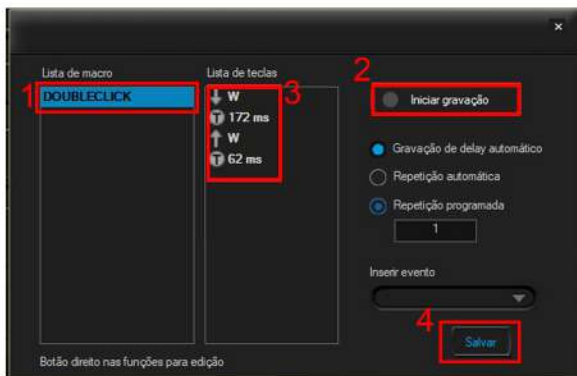 ×
Lista de macro
Lista de teclas
2
1
DOUBLECLICK
3
W
T 172 ms
W
T 62 ms
Iniciar gravação
Gravação de delay automático
Repetição automática
Repetição programada
1
Inserir evento
4
Salvar
Botão direito nas funções para edição